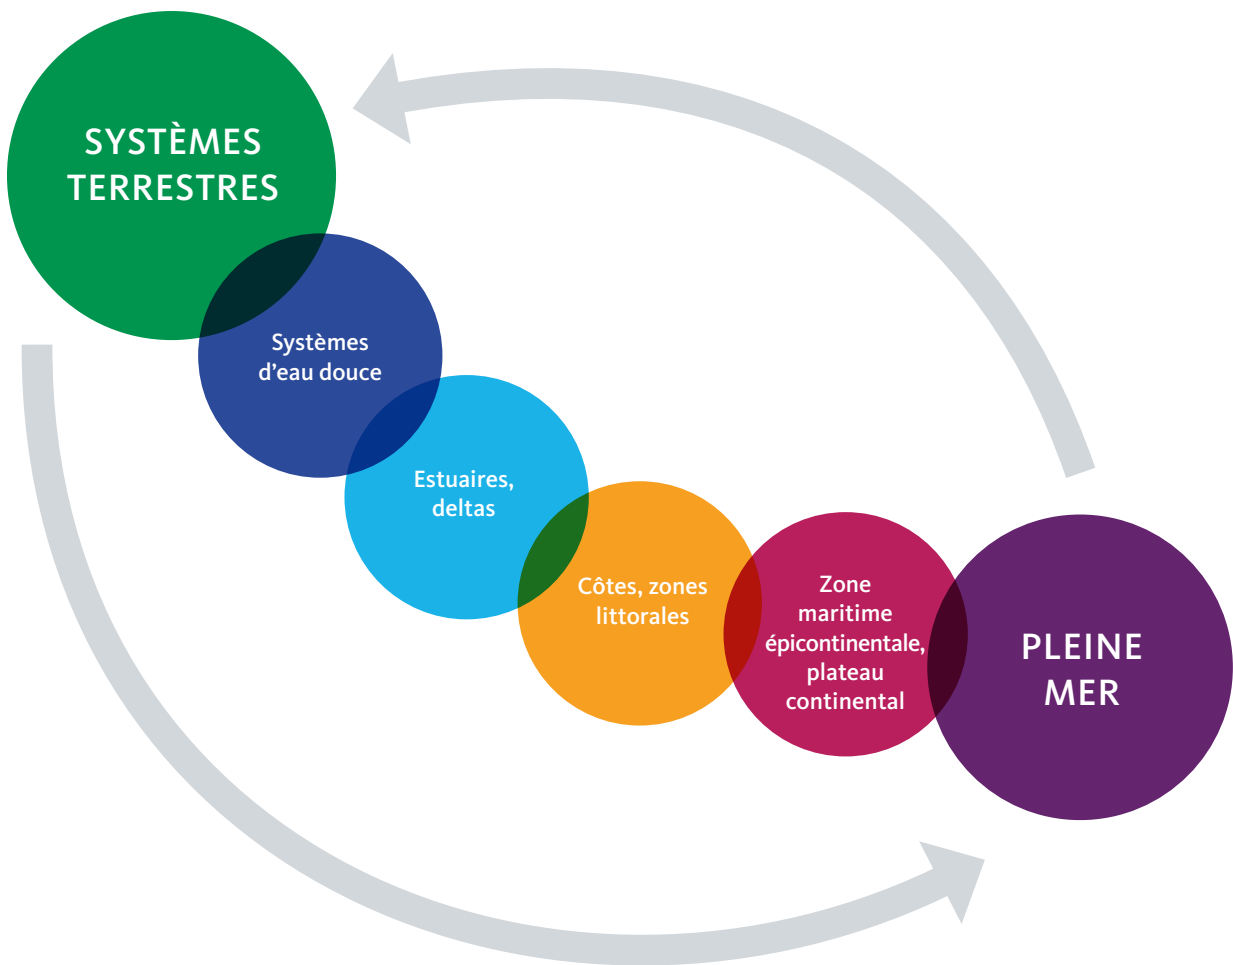 SYSTÈMES
TERRESTRES
Systèmes
d’eau douce
Estuaires,
deltas
Côtes, zones
littorales
Zone
maritime
épicontinentale,
plateau
continental
PLEINE
MER